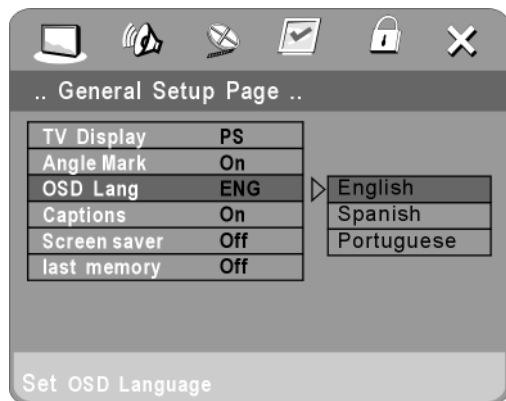 .. General Setup Page ..
TV Display PS
Angle Mark On
OSD Lang ENG English
Captions On Spanish
Screen saver Off Portuguese
last memory Off
Set OSD Language